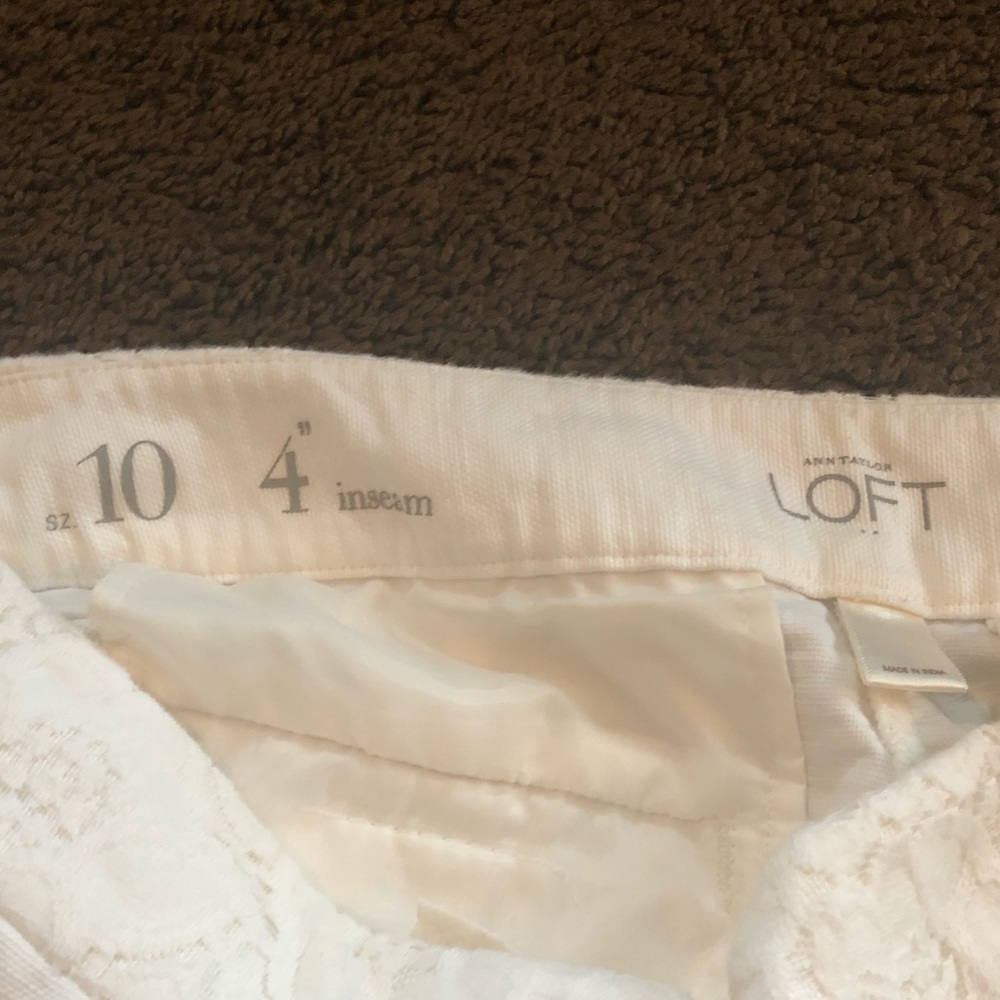 sz. 10 4" inseam
ANN TAYLOR
LOFT
MADE IN INDIA